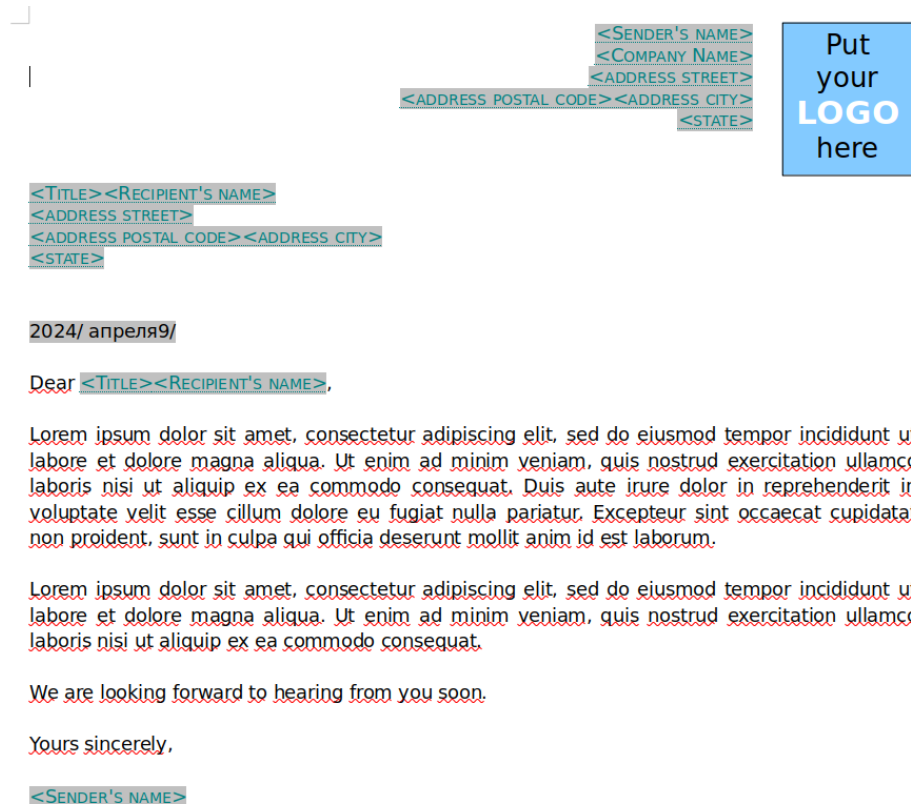 <Sender's name>
<Company Name>
<address street>
<address postal code><address city>
<state>
Put
your
LOGO
here
<Title><Recipient's name>
<address street>
<address postal code><address city>
<state>
2024/ апреля9/
Dear <Title><Recipient's name>,
Lorem ipsum dolor sit amet, consectetur adipiscing elit, sed do eiusmod tempor incididunt ut
labore et dolore magna aliqua. Ut enim ad minim veniam, quis nostrud exercitation ullamco
laboris nisi ut aliquip ex ea commodo consequat. Duis aute irure dolor in reprehenderit in
voluptate velit esse cillum dolore eu fugiat nulla pariatur. Excepteur sint occaecat cupidatat
non proident, sunt in culpa qui officia deserunt mollit anim id est laborum.
Lorem ipsum dolor sit amet, consectetur adipiscing elit, sed do eiusmod tempor incididunt ut
labore et dolore magna aliqua. Ut enim ad minim veniam, quis nostrud exercitation ullamco
laboris nisi ut aliquip ex ea commodo consequat.
We are looking forward to hearing from you soon.
Yours sincerely,
<Sender's name>